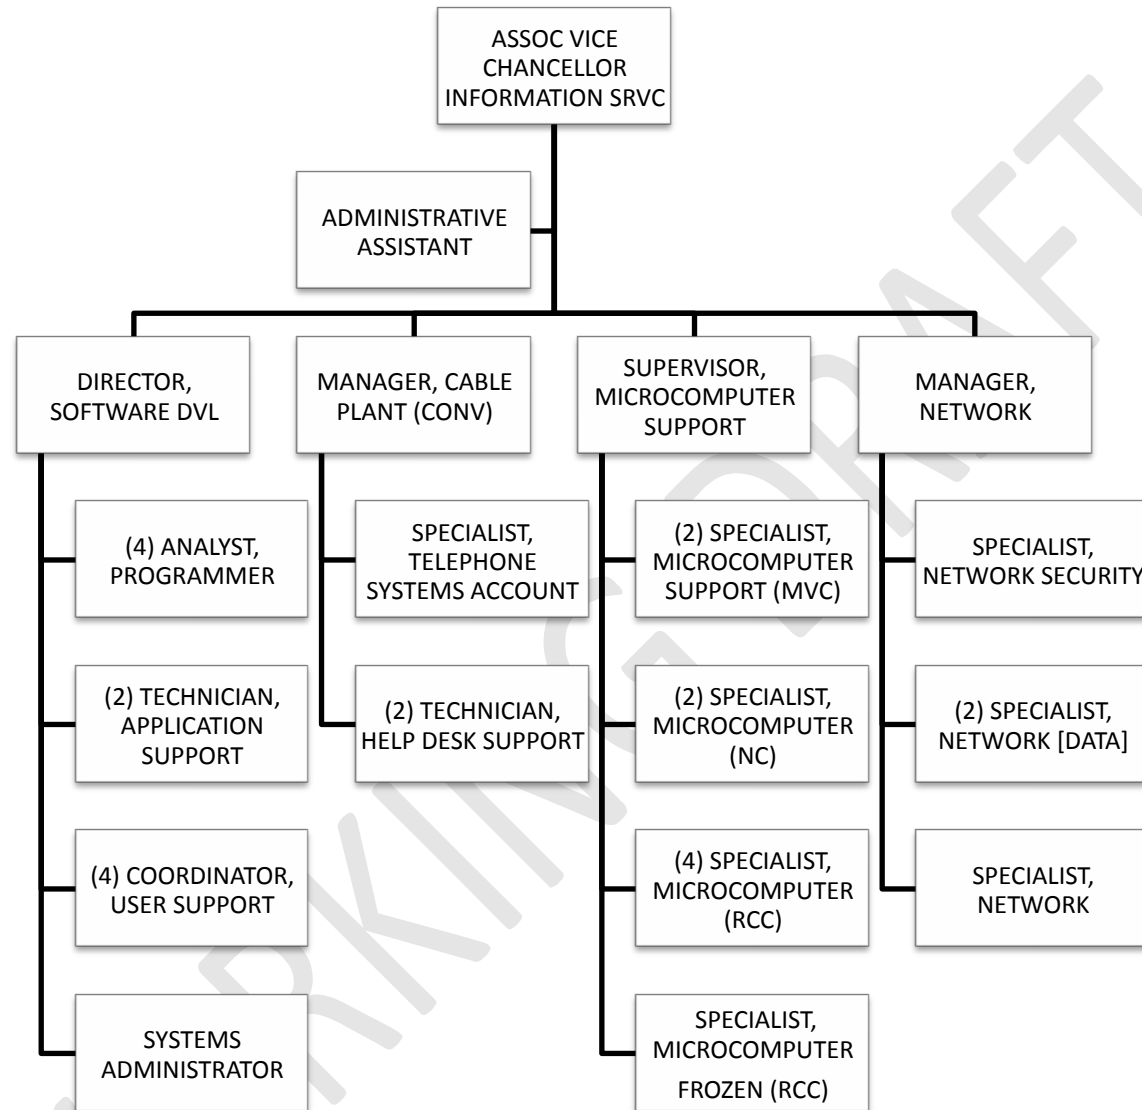 ASSOC VICE
CHANCELLOR
INFORMATION SRVC
ADMINISTRATIVE
ASSISTANT
DIRECTOR,
SOFTWARE DVL
MANAGER, CABLE
PLANT (CONV)
SUPERVISOR,
MICROCOMPUTER
SUPPORT
MANAGER,
NETWORK
(4) ANALYST,
PROGRAMMER
(2) TECHNICIAN,
APPLICATION
SUPPORT
(4) COORDINATOR,
USER SUPPORT
SYSTEMS
ADMINISTRATOR
SPECIALIST,
TELEPHONE
SYSTEMS ACCOUNT
(2) TECHNICIAN,
HELP DESK SUPPORT
(2) SPECIALIST,
MICROCOMPUTER
SUPPORT (MVC)
(2) SPECIALIST,
MICROCOMPUTER
(NC)
(4) SPECIALIST,
MICROCOMPUTER
(RCC)
SPECIALIST,
MICROCOMPUTER
FROZEN (RCC)
SPECIALIST,
NETWORK SECURITY
(2) SPECIALIST,
NETWORK [DATA]
SPECIALIST,
NETWORK
RKING DRAFT